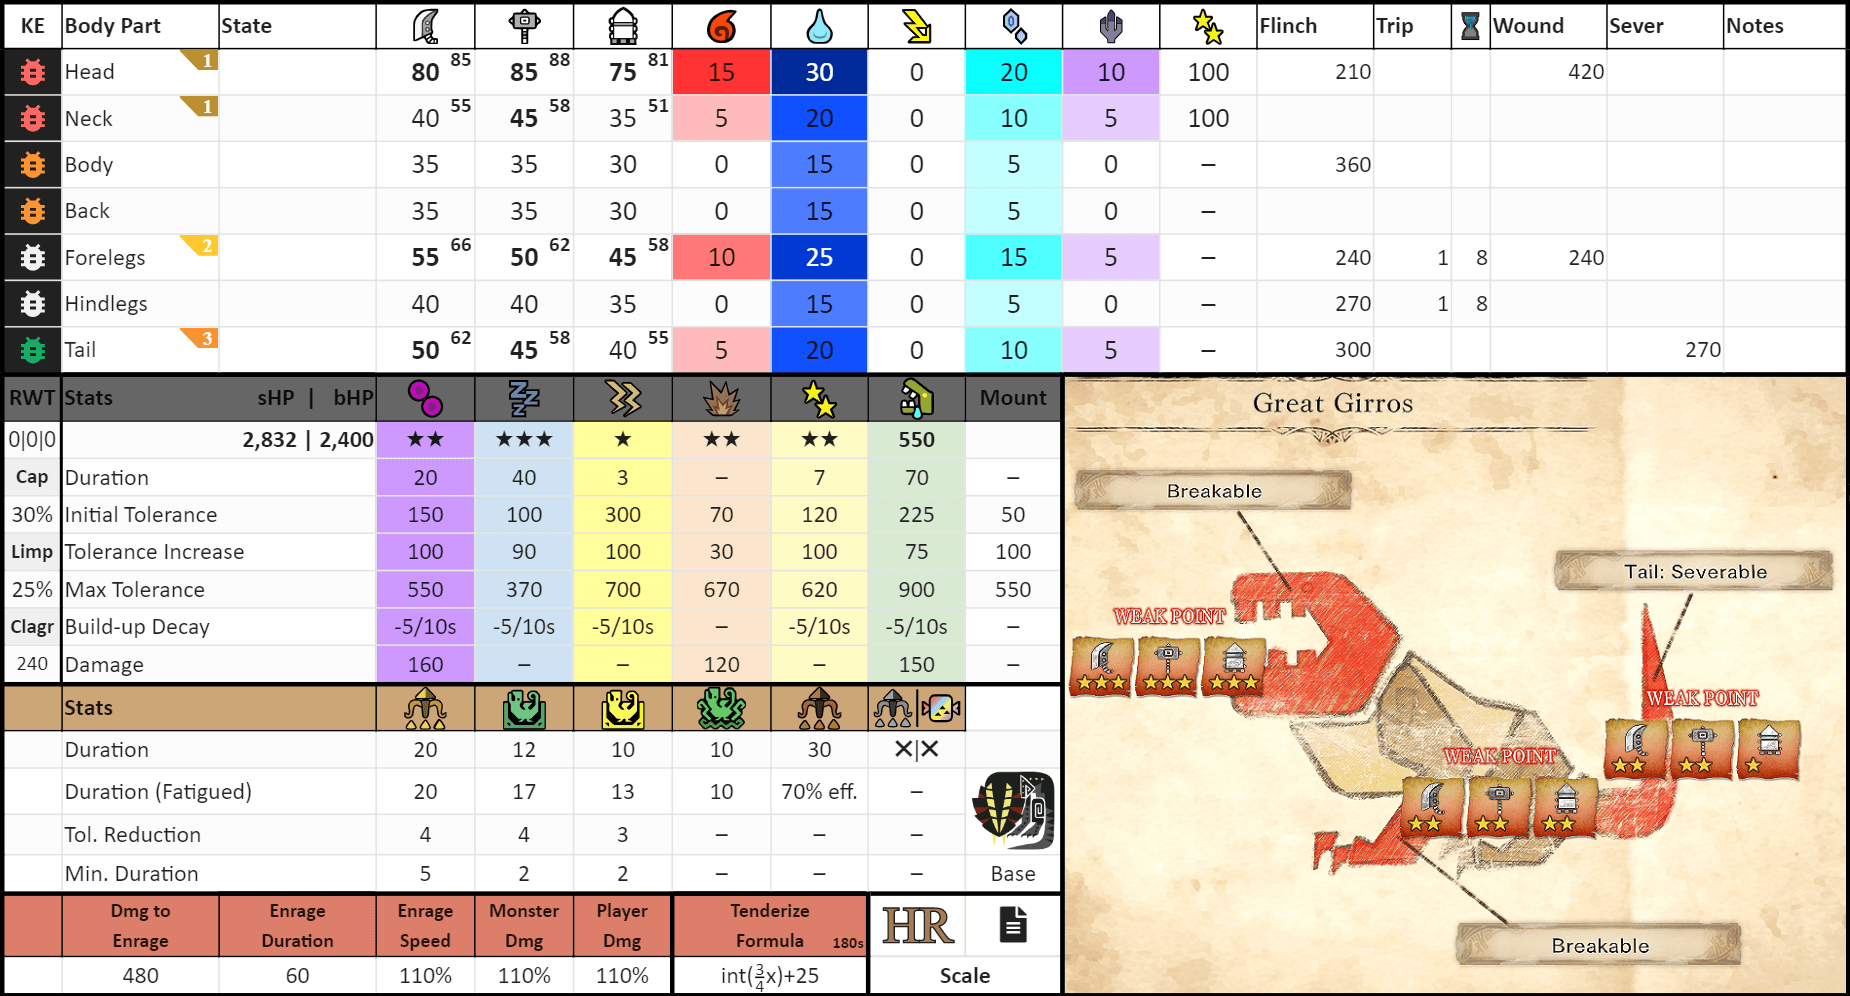 KE Body Part State Flinch Trip Wound Sever Notes
Head 1 80 85 85 88 75 81 15 30 0 20 10 100 210 420
Neck 1 40 55 45 58 35 51 5 20 0 10 5 100
Body 35 35 30 0 15 0 5 0 – 360
Back 35 35 30 0 15 0 5 0 –
Forelegs 2 55 66 50 62 45 58 10 25 0 15 5 – 240 1 8 240
Hindlegs 40 40 35 0 15 0 5 0 – 270 1 8
Tail 3 50 62 45 58 40 55 5 20 0 10 5 – 300 270
RWT Stats sHP | bHP Mount
0|0|0 2,832 | 2,400 ★★ ★★★ ★ ★★ ★★ 550
Cap Duration 20 40 3 – 7 70 –
30% Initial Tolerance 150 100 300 70 120 225 50
Limp Tolerance Increase 100 90 100 30 100 75 100
25% Max Tolerance 550 370 700 670 620 900 550
Clagr Build-up Decay -5/10s -5/10s -5/10s – -5/10s -5/10s –
240 Damage 160 – – 120 – 150 –
Stats
Duration 20 12 10 10 30 ✕|✕
Duration (Fatigued) 20 17 13 10 70% eff. –
Tol. Reduction 4 4 3 – – –
Min. Duration 5 2 2 – – – Base
Dmg to Enrage Enrage Duration Enrage Speed Monster Dmg Player Dmg Tenderize Formula 180s HR
480 60 110% 110% 110% int(3/4x)+25 Scale
Great Girros
Breakable
Tail: Severable
WEAK POINT
WEAK POINT
WEAK POINT
Breakable